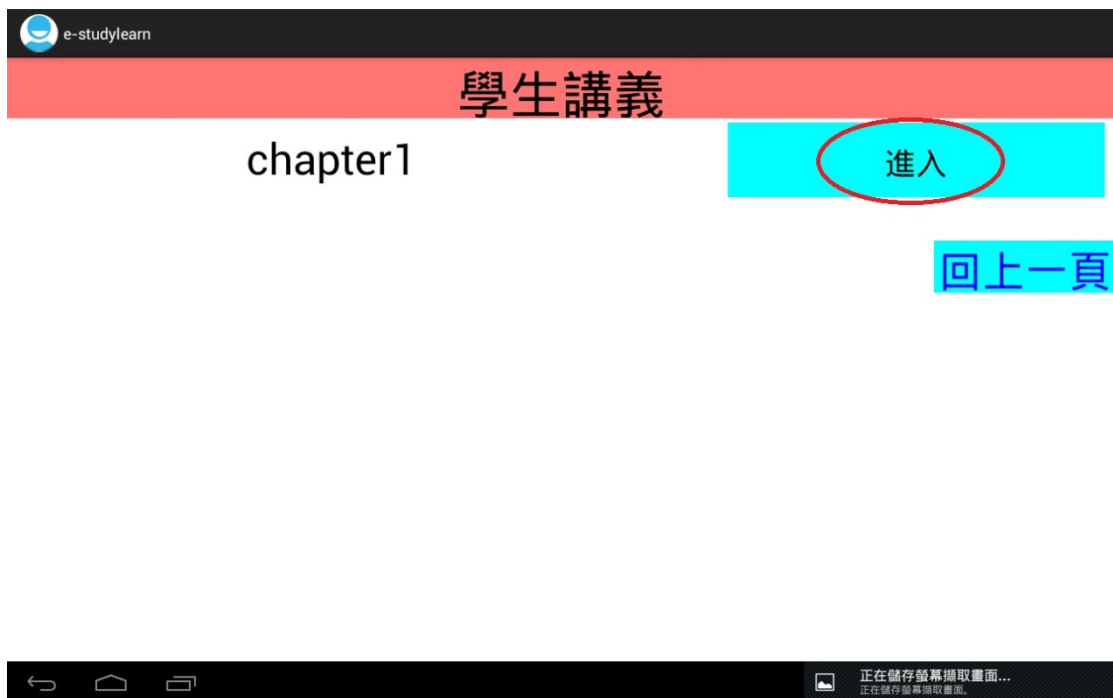 e-studylearn
學生講義
chapter1
進入
回上一頁
正在儲存螢幕擷取畫面...
正在儲存螢幕擷取畫面。